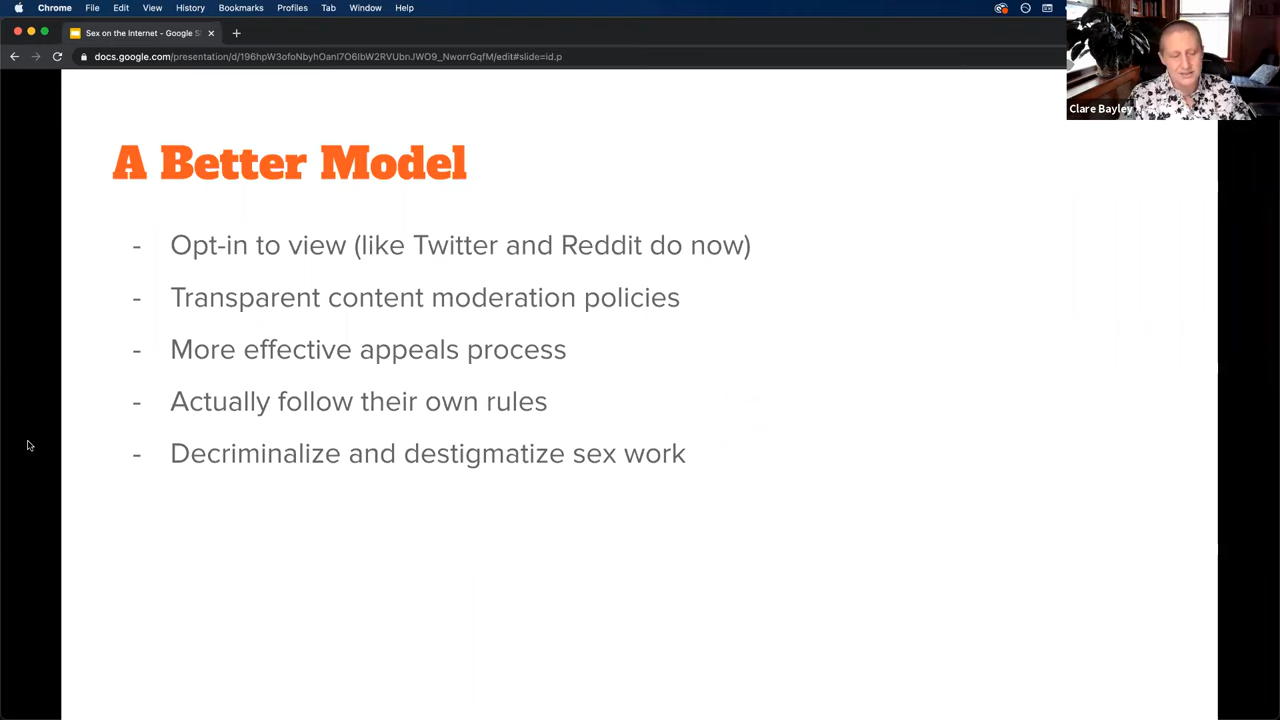 Chrome File Edit View History Bookmarks Profiles Tab Window Help
Sex on the Internet - Google S
docs.google.com/presentation/d/196hpW3ofoNbyhOanI7O6IbW2RVUbnJWO9_NworrGqfM/edit#slide=id.p
Clare Bayley
A Better Model
- Opt-in to view (like Twitter and Reddit do now)
- Transparent content moderation policies
- More effective appeals process
- Actually follow their own rules
- Decriminalize and destigmatize sex work